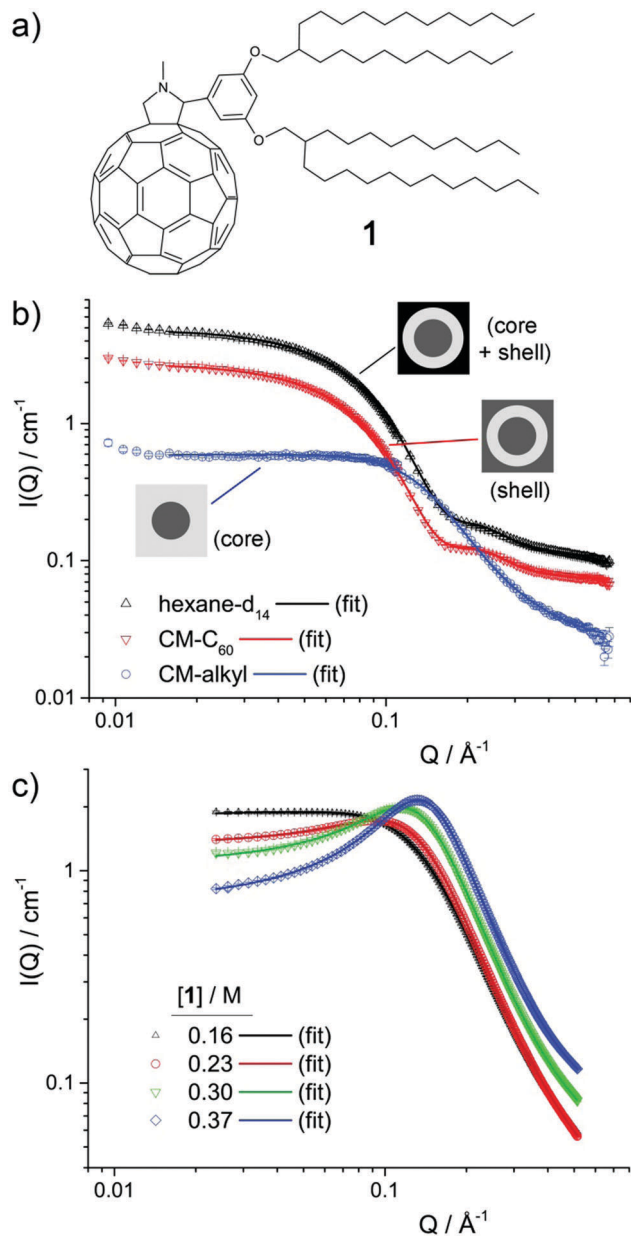 a)
N
O
O
1
b)
(core
+ shell)
(shell)
(core)
1
0.1
0.01
I(Q) / cm⁻¹
hexane-d₁₄ (fit)
CM-C₆₀ (fit)
CM-alkyl (fit)
0.01 0.1
Q / Å⁻¹
c)
1
0.1
I(Q) / cm⁻¹
[1] / M
0.16 (fit)
0.23 (fit)
0.30 (fit)
0.37 (fit)
0.01 0.1
Q / Å⁻¹